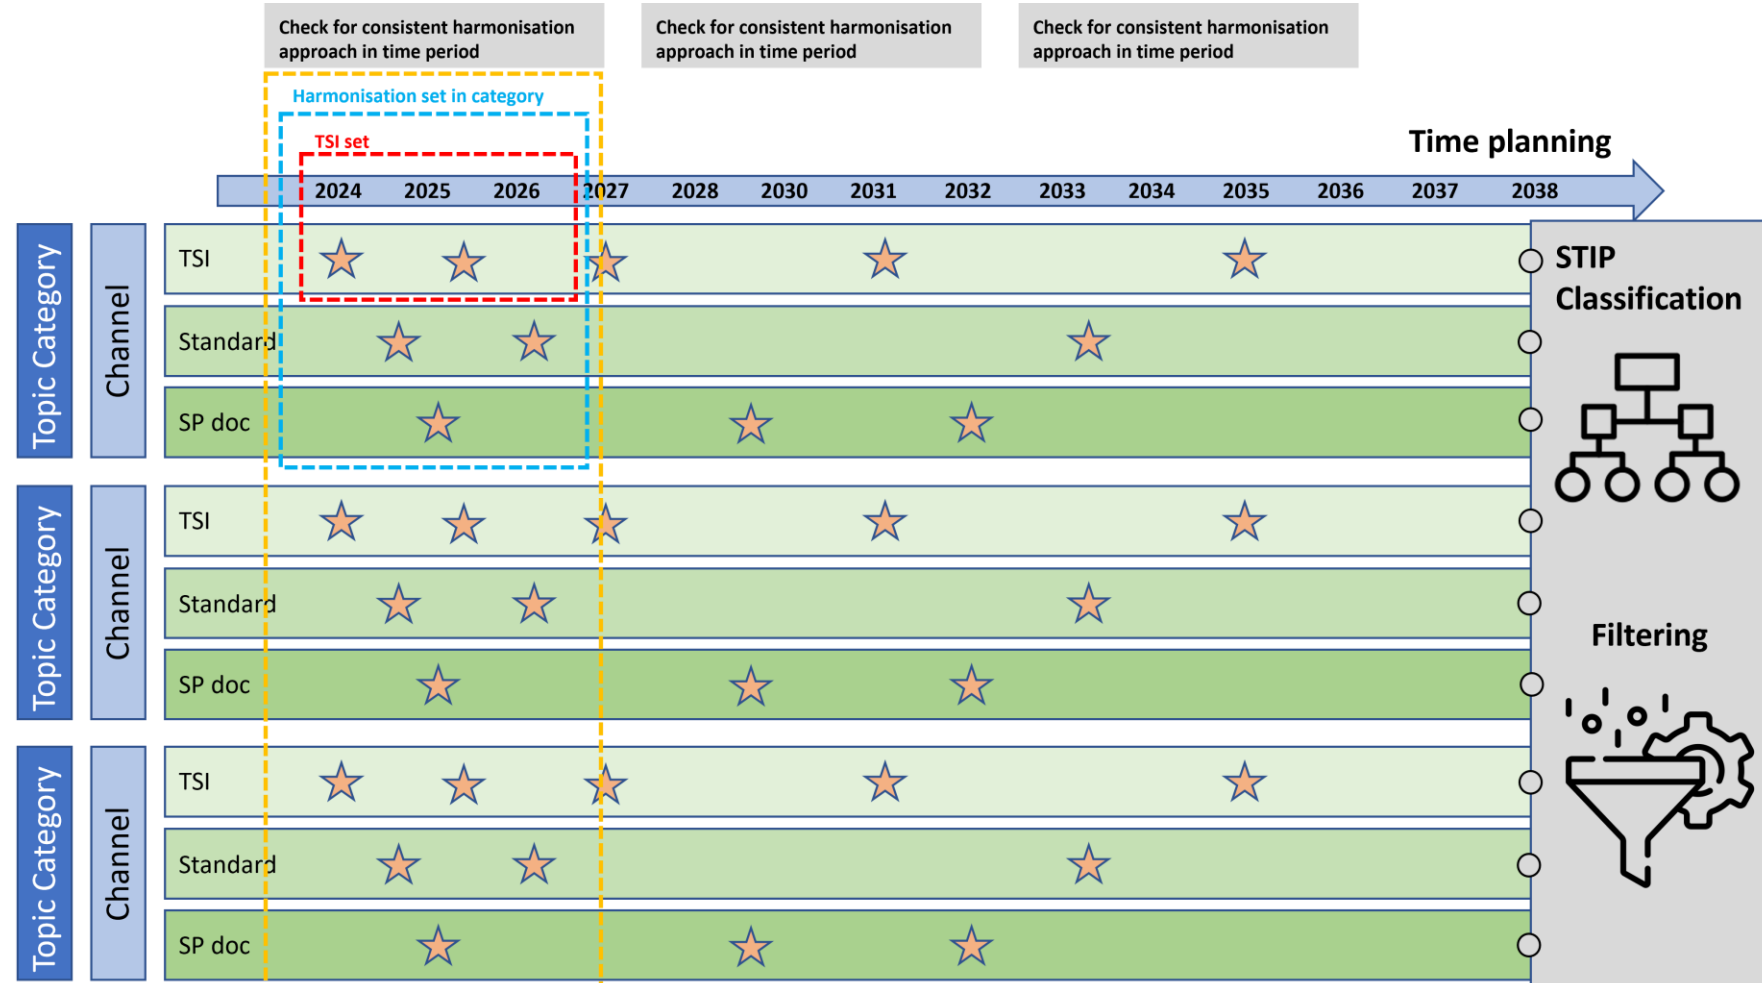 Check for consistent harmonisation
approach in time period
Check for consistent harmonisation
approach in time period
Check for consistent harmonisation
approach in time period
Harmonisation set in category
TSI set
Time planning
2024 2025 2026 2027 2028 2030 2031 2032 2033 2034 2035 2036 2037 2038
Topic Category
Channel
TSI
Standard
SP doc
STIP
Classification
Topic Category
Channel
TSI
Standard
SP doc
Filtering
Topic Category
Channel
TSI
Standard
SP doc